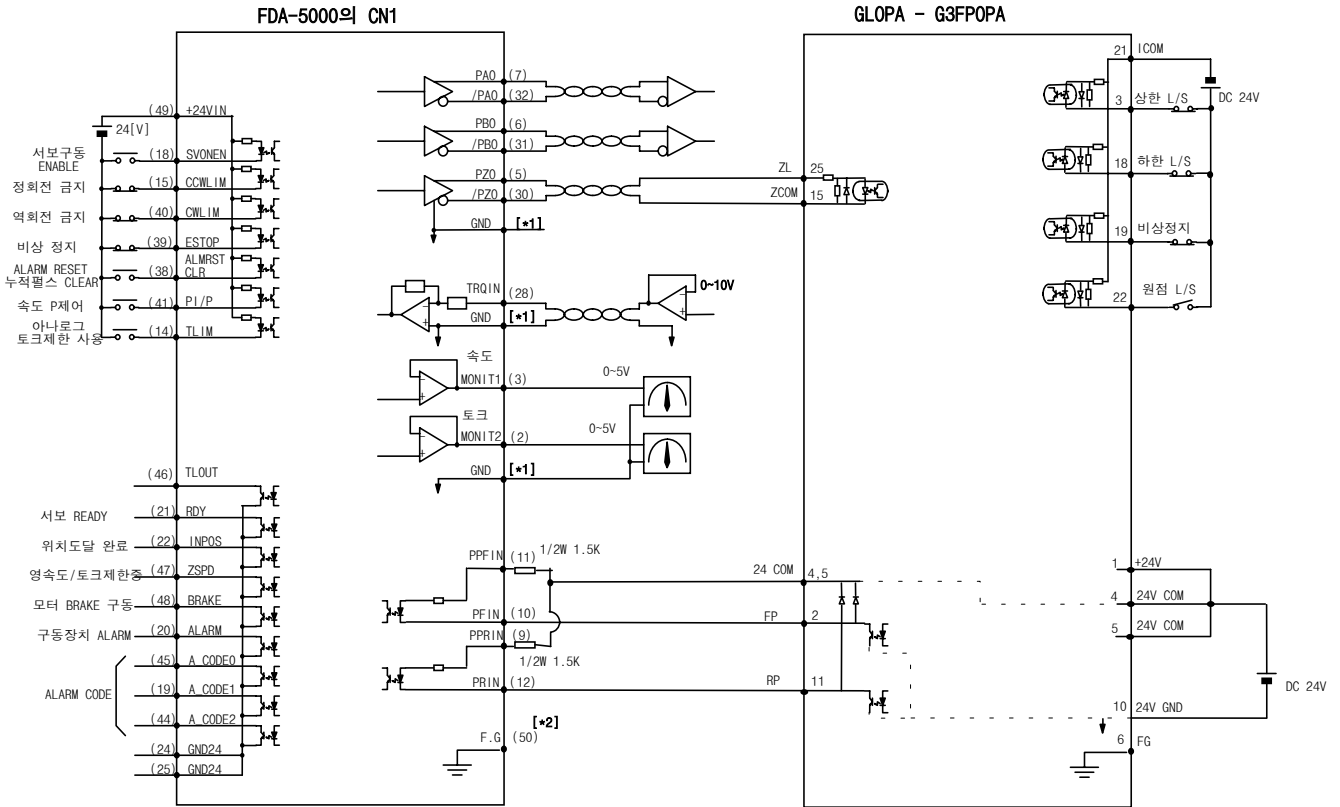 FDA-5000의 CN1
GLOPA - G3FPOPA
(49) +24VIN
24[V]
서보구동
ENABLE
(18) SVONEN
정회전 금지
(15) CCWLIM
역회전 금지
(40) CWLIM
비상 정지
(39) ESTOP
ALARM RESET
누적펄스 CLEAR
(38) ALMRST
CLR
속도 P제어
(41) PI/P
아나로그
토크제한 사용
(14) TLIM
(46) TLOUT
서보 READY
(21) RDY
위치도달 완료
(22) INPOS
영속도/토크제한중
(47) ZSPD
모터 BRAKE 구동
(48) BRAKE
구동장치 ALARM
(20) ALARM
ALARM CODE
(45) A_CODE0
(19) A_CODE1
(44) A_CODE2
(24) GND24
(25) GND24
PAO (7)
/PAO (32)
PBO (6)
/PBO (31)
PZO (5)
/PZO (30)
GND [*1]
TRQIN (28)
GND [*1]
0~10V
속도
MONIT1 (3)
0~5V
토크
MONIT2 (2)
0~5V
GND [*1]
PPFIN (11) 1/2W 1.5K
PFIN (10)
PPRIN (9)
1/2W 1.5K
PRIN (12)
[*2]
F.G (50)
ZL 25
ZCOM 15
24 COM 4,5
FP 2
RP 11
21 ICOM
DC 24V
3 상한 L/S
18 하한 L/S
19 비상정지
22 원점 L/S
1 +24V
4 24V COM
5 24V COM
DC 24V
10 24V GND
6 FG